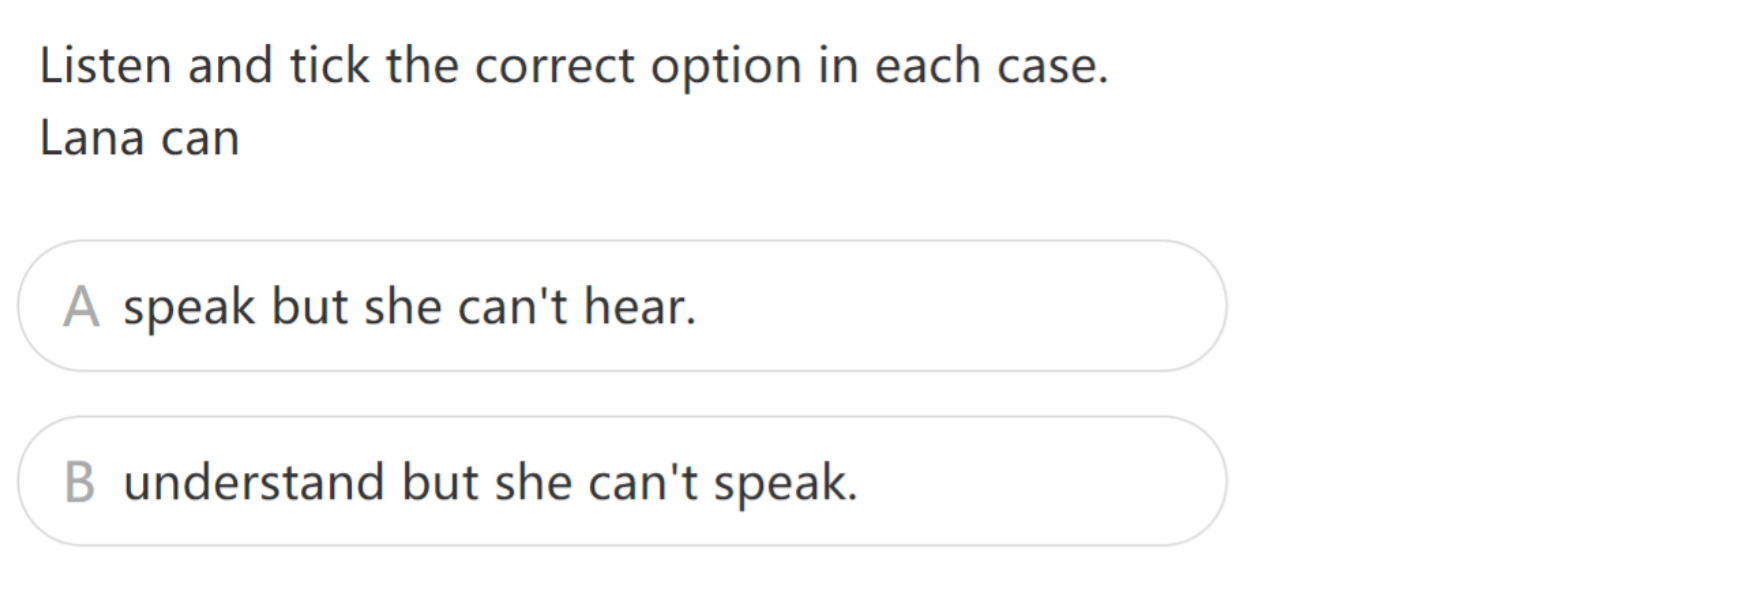 Listen and tick the correct option in each case.
Lana can
A speak but she can't hear.
B understand but she can't speak.